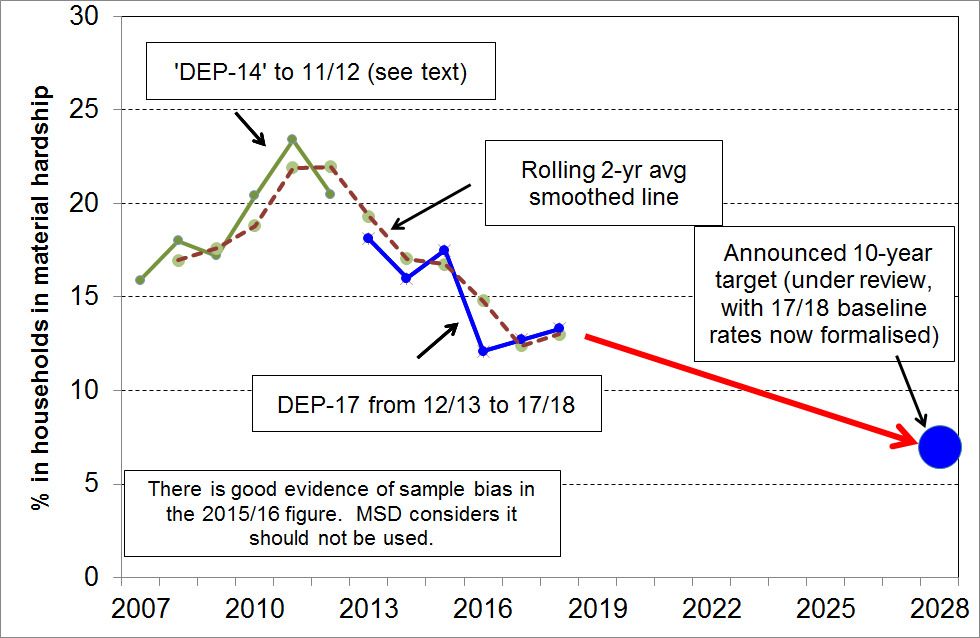 % in households in material hardship
30
25
20
15
10
5
0
'DEP-14' to 11/12 (see text)
Rolling 2-yr avg
smoothed line
Announced 10-year
target (under review,
with 17/18 baseline
rates now formalised)
DEP-17 from 12/13 to 17/18
There is good evidence of sample bias in
the 2015/16 figure.  MSD considers it
should not be used.
2007 2010 2013 2016 2019 2022 2025 2028